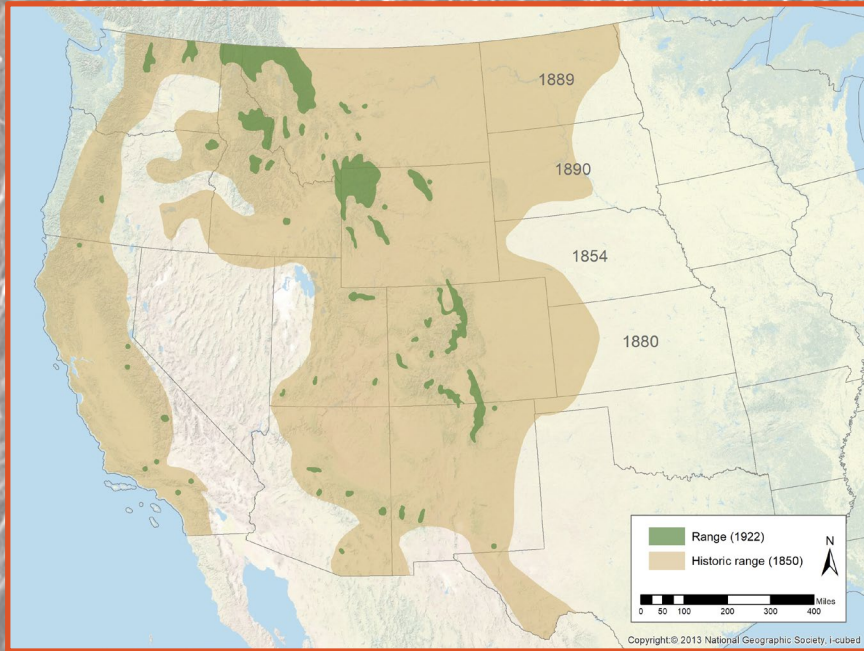 1889
1890
1854
1880
Range (1922)
Historic range (1850)
N
Miles
0 50 100 200 300 400
Copyright:© 2013 National Geographic Society, i-cubed